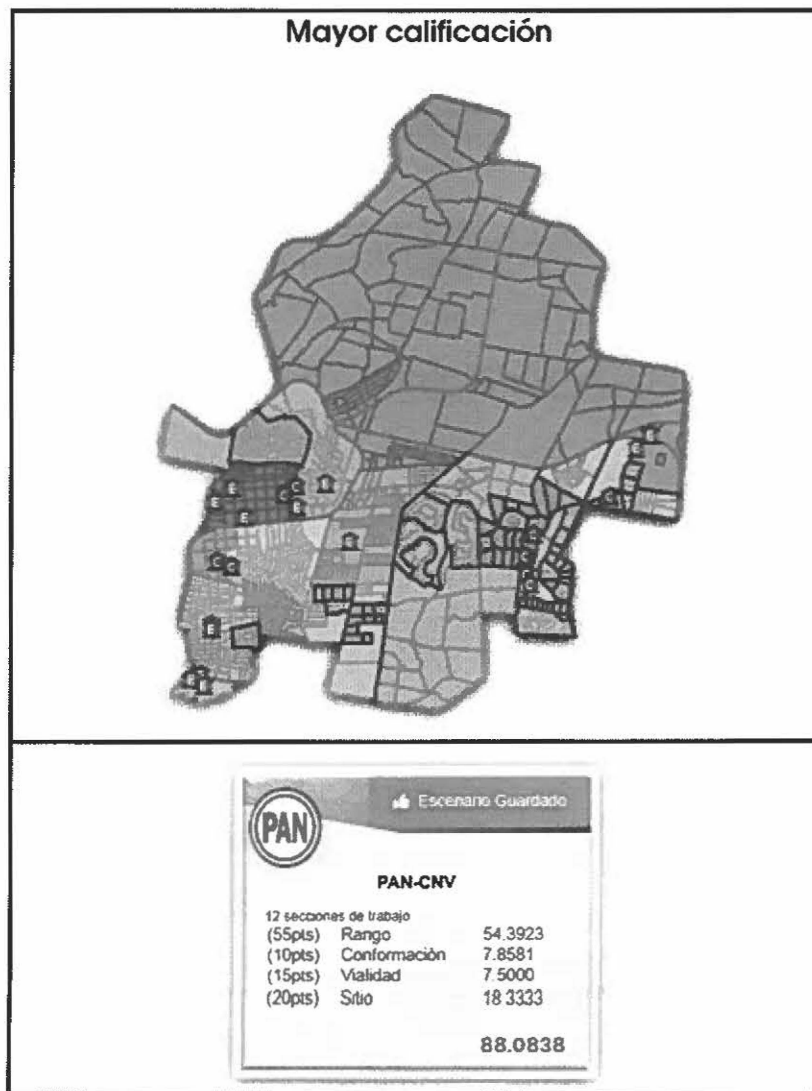 Mayor calificación
E
E
E
E
C
C
E
C
C
E
C
E
C
C
PAN
Escenario Guardado
PAN-CNV
12 secciones de trabajo
(55pts) Rango 54.3923
(10pts) Conformación 7.8581
(15pts) Vialidad 7.5000
(20pts) Sitio 18.3333
88.0838